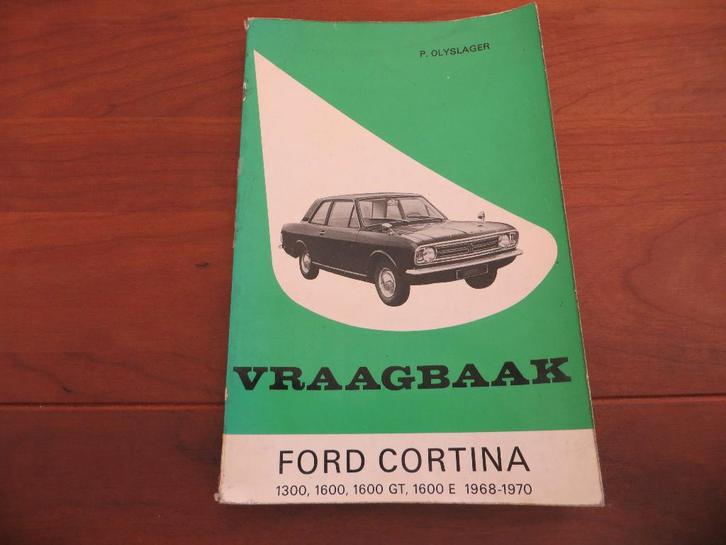 P. OLYSLAGER
VRAAGBAAK
FORD CORTINA
1300, 1600, 1600 GT, 1600 E 1968-1970